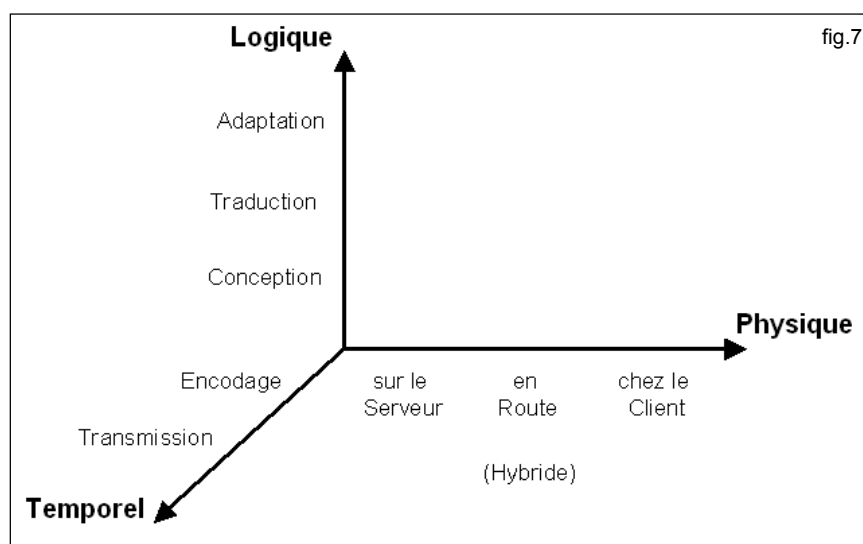 fig.7
Logique
Adaptation
Traduction
Conception
Physique
Encodage
Transmission
Temporel
sur le
Serveur
en
Route
chez le
Client
(Hybride)